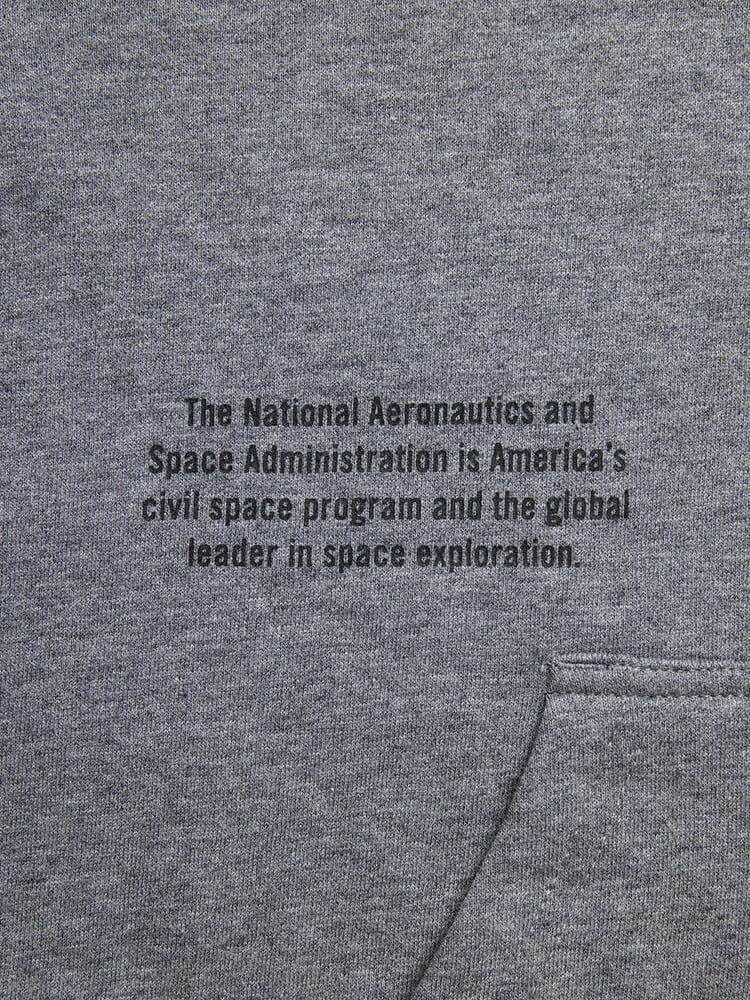 The National Aeronautics and
Space Administration is America's
civil space program and the global
leader in space exploration.